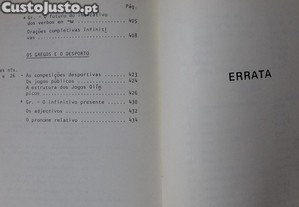 CustoJusto.pt
Pág.
Gr. - O futuro do indicativo
dos verbos em 405
Orações completivas infiniti
vas 408
OS GREGOS E O DESPORTO
As competições desportivas 423
Os jogos públicos 424
A estrutura dos Jogos Olím
picos 426
Gr. - O infinitivo presente 430
Os adjectivos 431
O pronome relativo 434
ERRATA